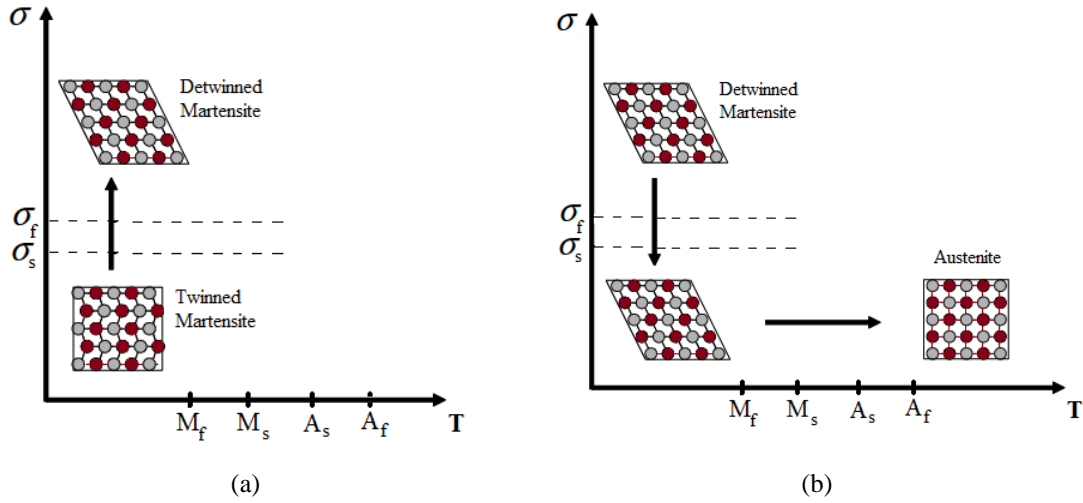 σ
Detwinned
Martensite
σf
σs
Twinned
Martensite
Mf
Ms
As
Af
T
(a)
σ
Detwinned
Martensite
σf
σs
Austenite
Mf
Ms
As
Af
T
(b)